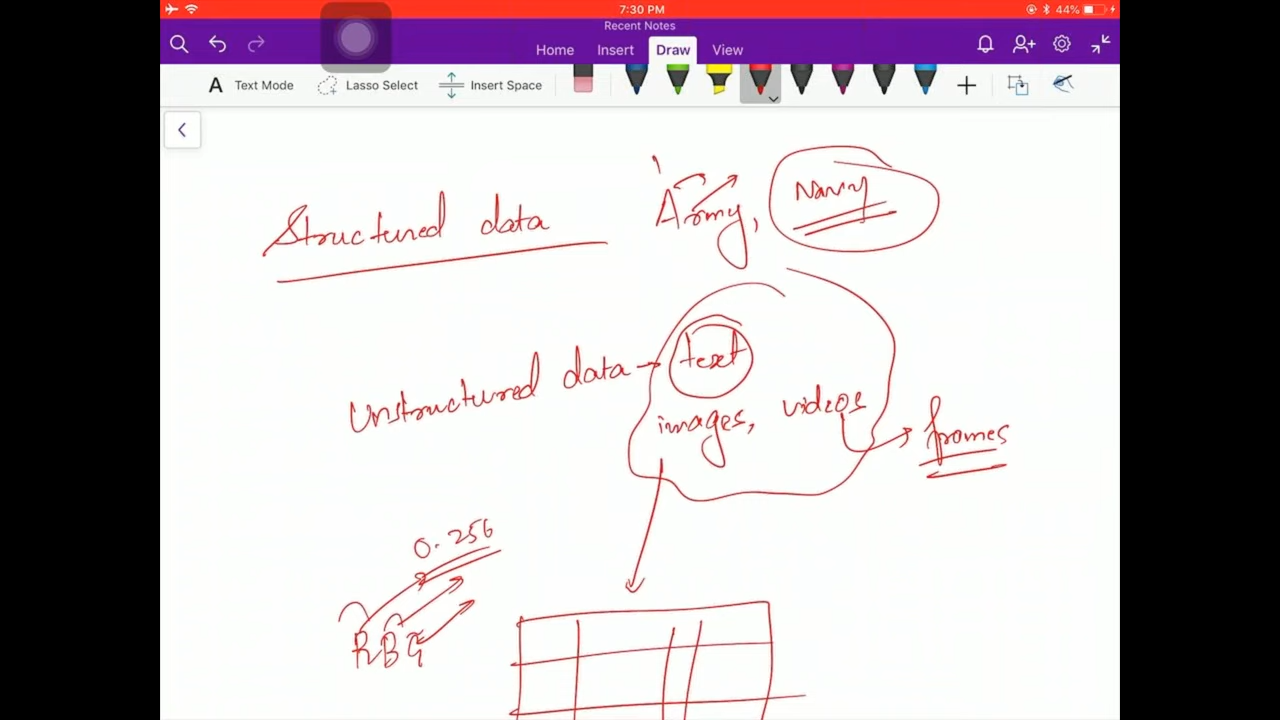 7:30 PM
44%
Recent Notes
Home Insert Draw View
A Text Mode Lasso Select Insert Space
Army, Navy
Structured data
Unstructured data → text
images, videos
frames
0.256
RBG